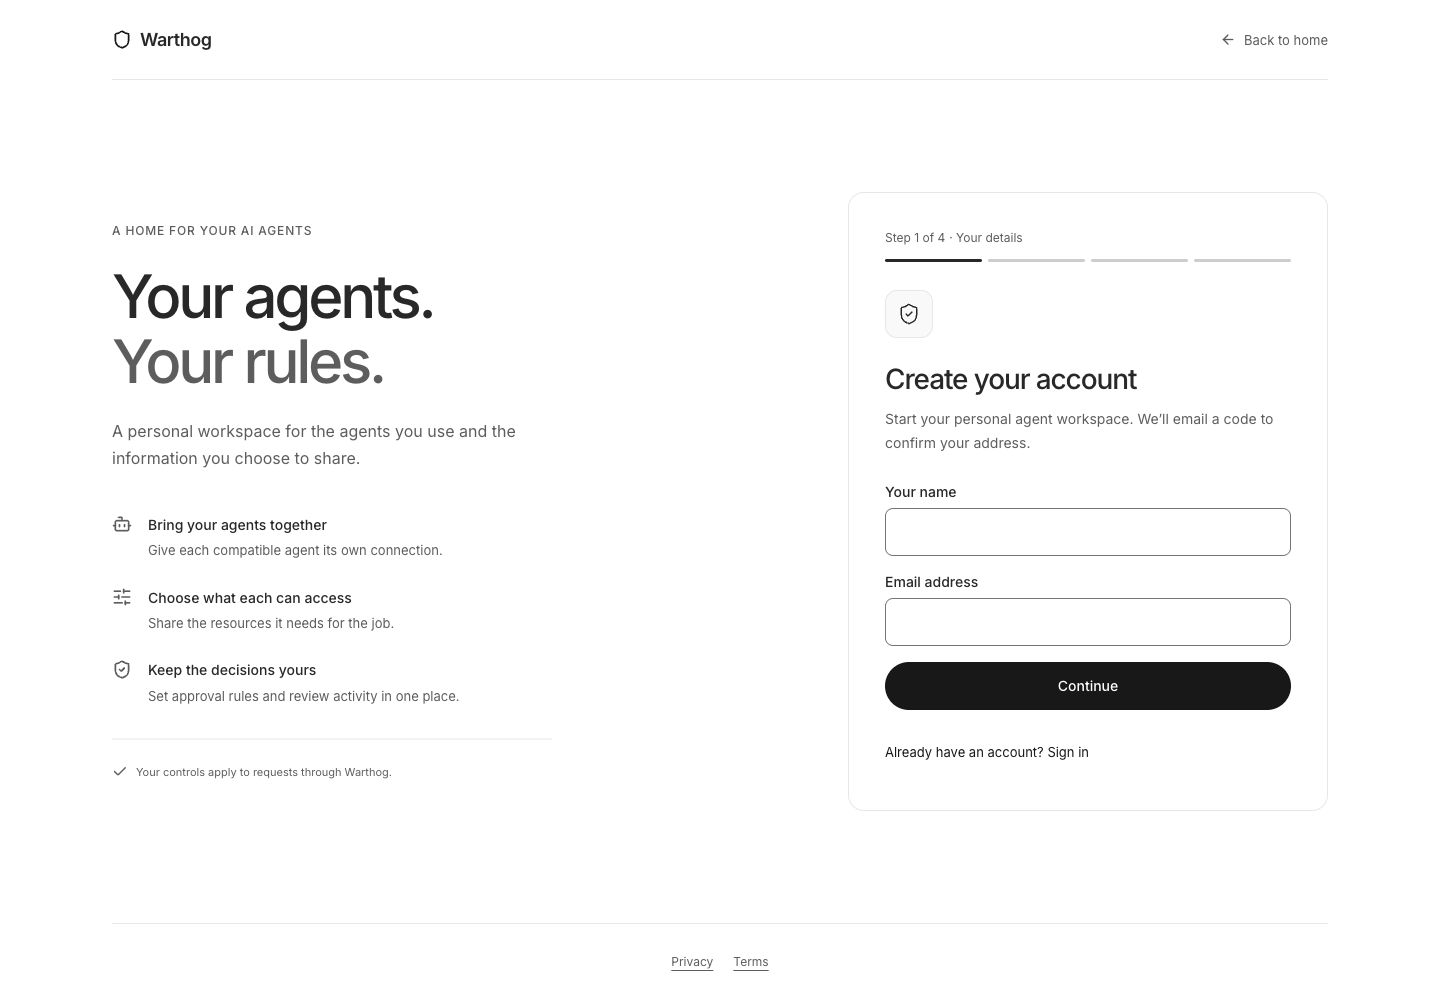 Warthog
Back to home
A HOME FOR YOUR AI AGENTS
Your agents.
Your rules.
A personal workspace for the agents you use and the
information you choose to share.
Bring your agents together
Give each compatible agent its own connection.
Choose what each can access
Share the resources it needs for the job.
Keep the decisions yours
Set approval rules and review activity in one place.
Your controls apply to requests through Warthog.
Step 1 of 4 · Your details
Create your account
Start your personal agent workspace. We’ll email a code to
confirm your address.
Your name
Email address
Continue
Already have an account? Sign in
Privacy
Terms